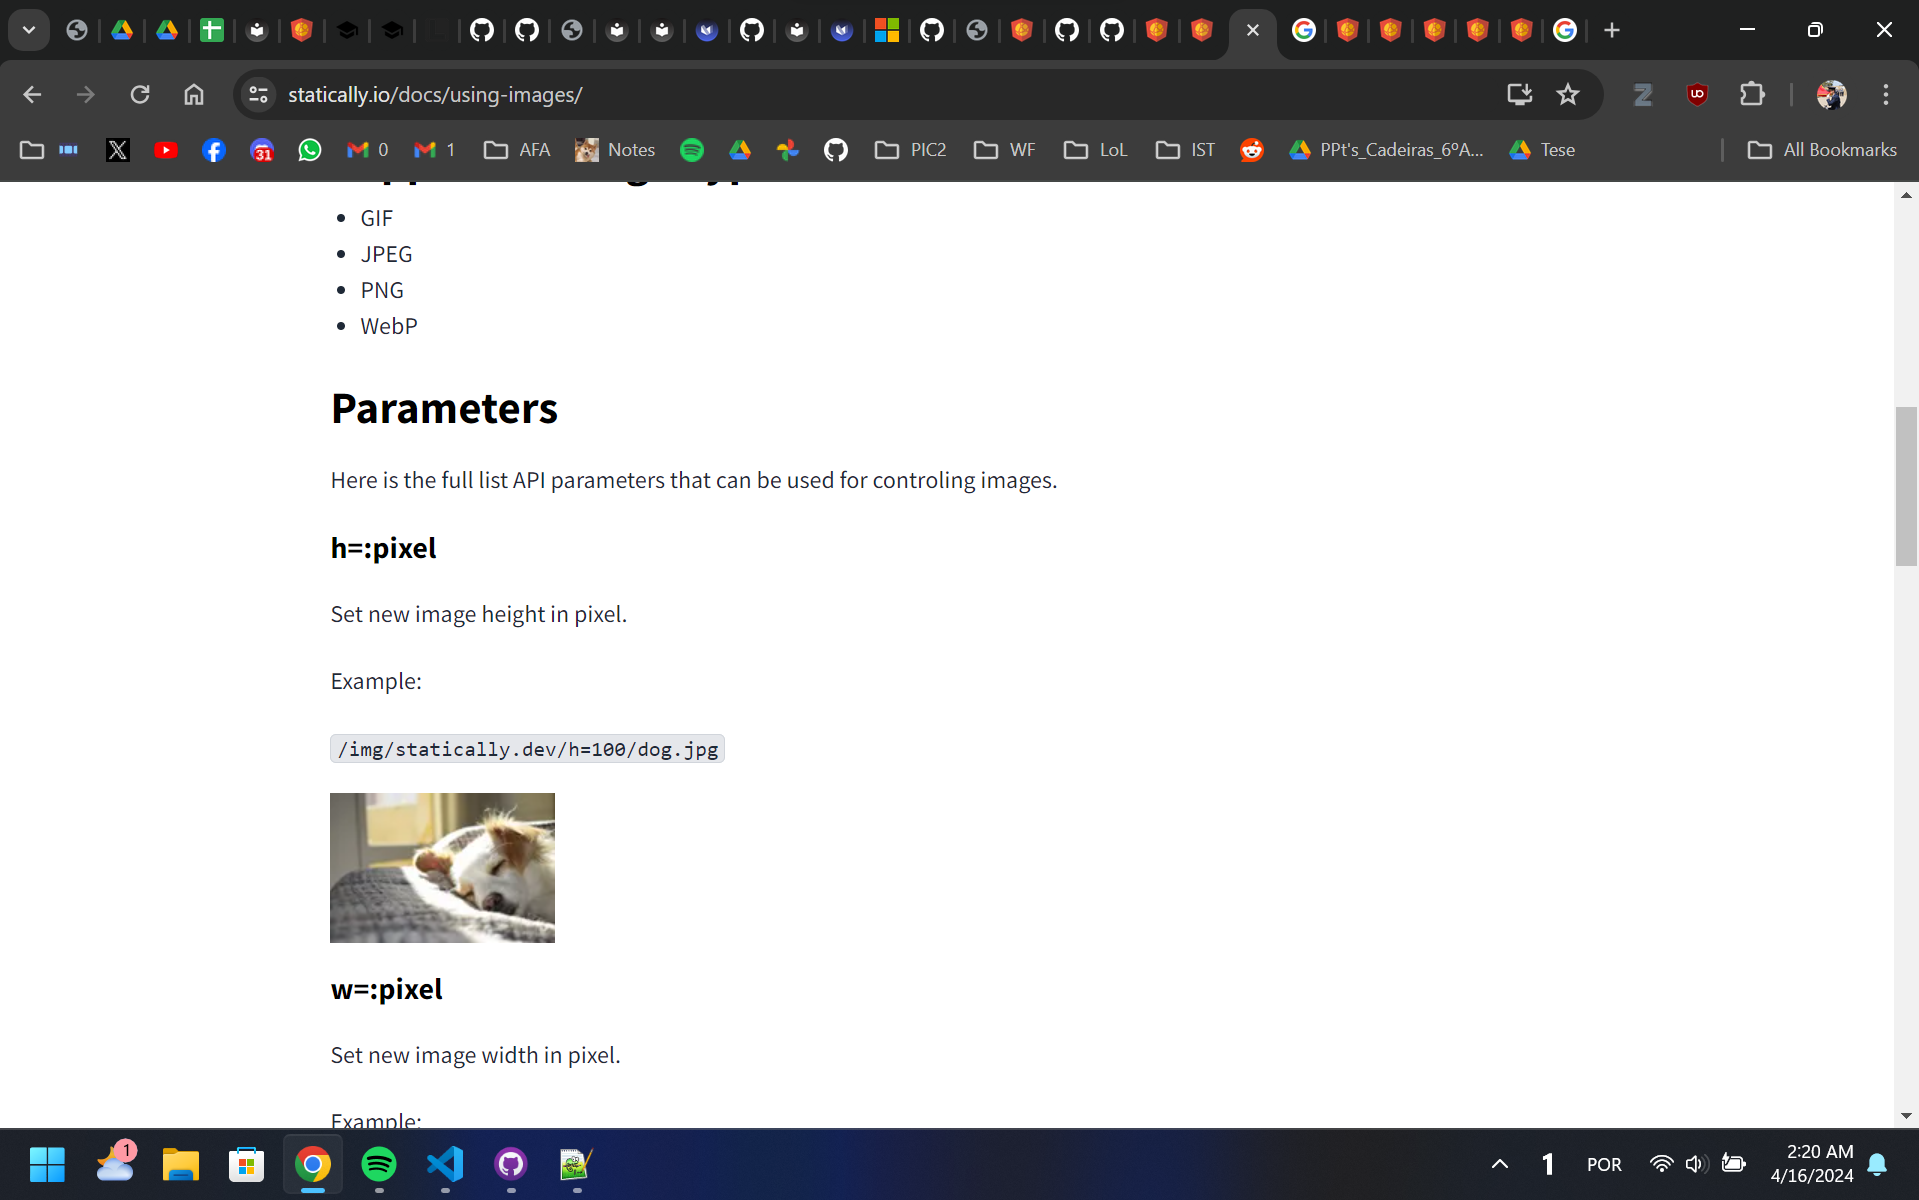 statically.io/docs/using-images/
31
0
1
AFA
Notes
PIC2
WF
LoL
IST
PPt's_Cadeiras_6ºA...
Tese
All Bookmarks
GIF
JPEG
PNG
WebP
Parameters
Here is the full list API parameters that can be used for controling images.
h=:pixel
Set new image height in pixel.
Example:
/img/statically.dev/h=100/dog.jpg
w=:pixel
Set new image width in pixel.
Example:
1
1
POR
2:20 AM
4/16/2024